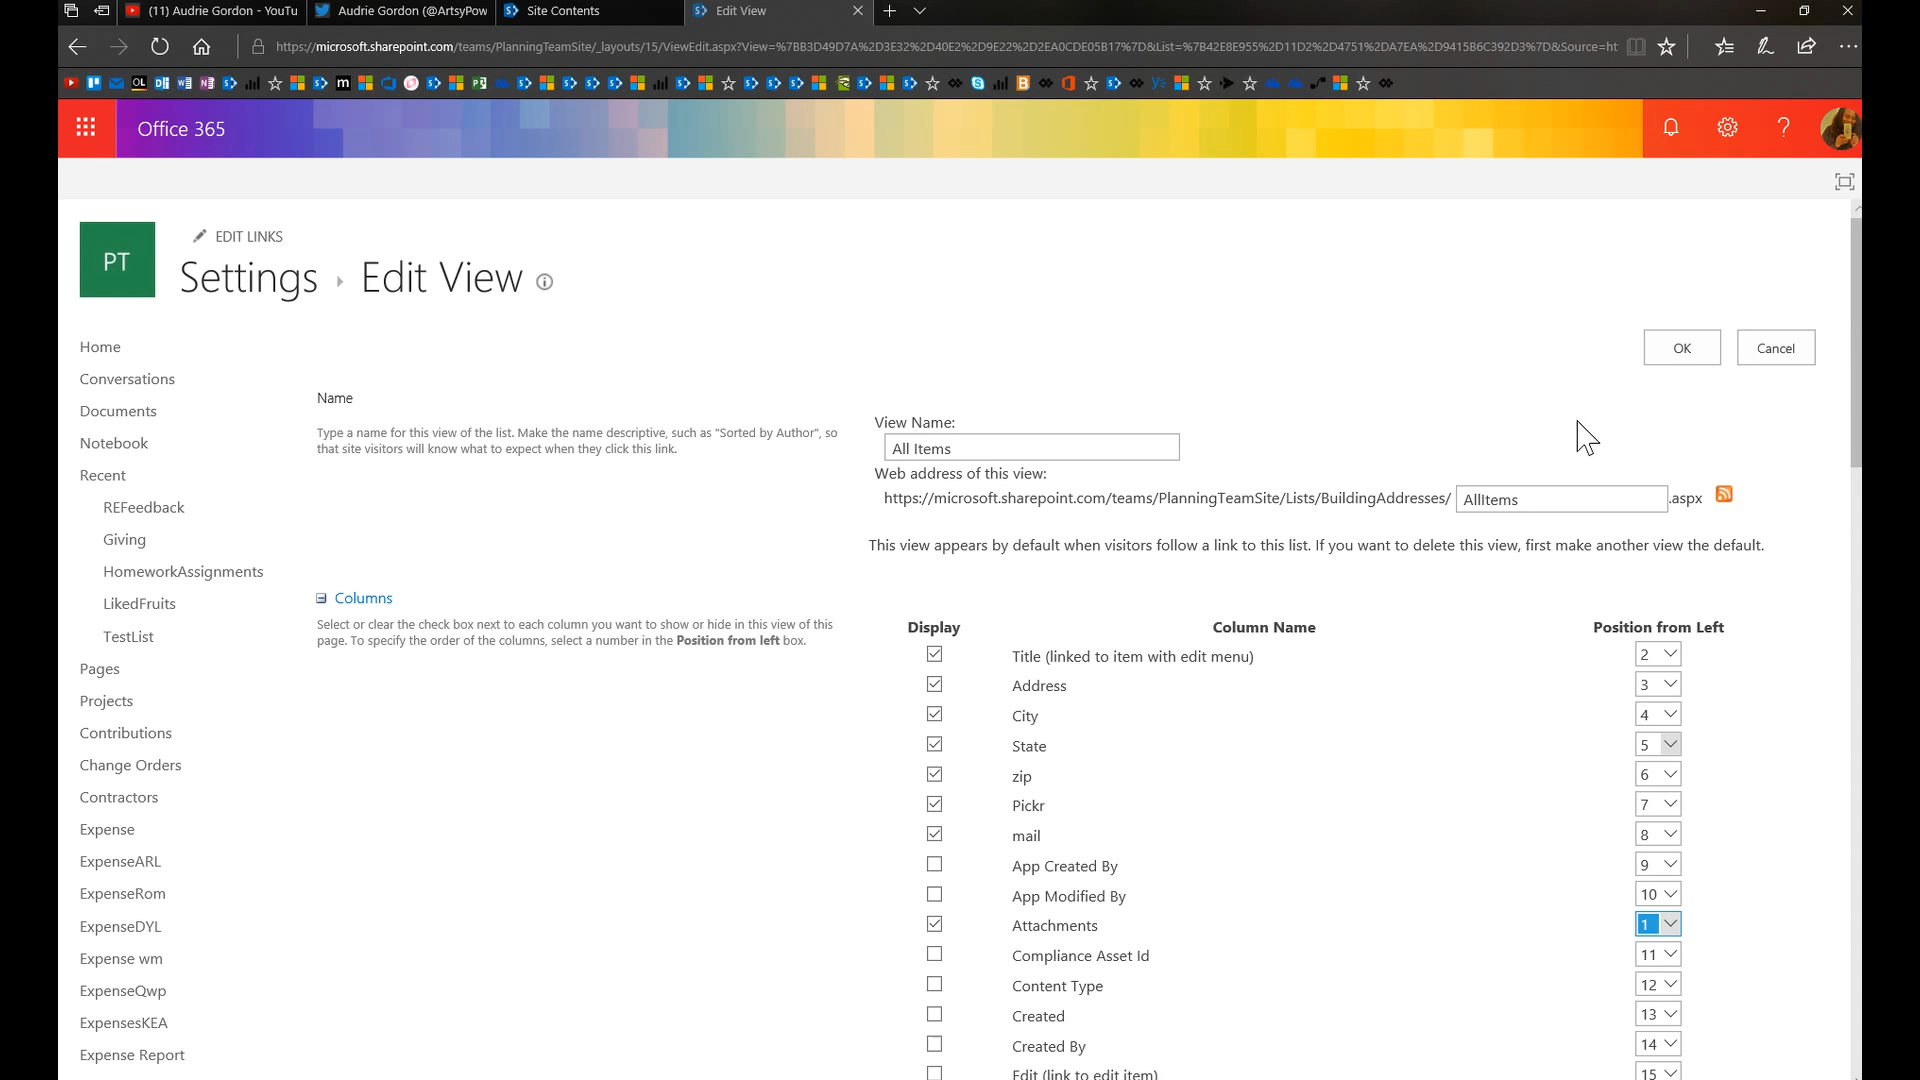 (11) Audrie Gordon - YouTu
Audrie Gordon (@ArtsyPow
Site Contents
Edit View
https://microsoft.sharepoint.com/teams/PlanningTeamSite/_layouts/15/ViewEdit.aspx?View=%7BB3D49D7A%2D3E32%2D40E2%2D9E22%2D2EA0CDE05B17%7D&List=%7B42E8E955%2D11D2%2D4751%2DA7EA%2D9415B6C392D3%7D&Source=ht
Office 365
PT
EDIT LINKS
Settings ▸ Edit View
OK
Cancel
Home
Conversations
Documents
Notebook
Recent
REFeedback
Giving
HomeworkAssignments
LikedFruits
TestList
Pages
Projects
Contributions
Change Orders
Contractors
Expense
ExpenseARL
ExpenseRom
ExpenseDYL
Expense wm
ExpenseQwp
ExpensesKEA
Expense Report
Name
Type a name for this view of the list. Make the name descriptive, such as "Sorted by Author", so
that site visitors will know what to expect when they click this link.
View Name:
All Items
Web address of this view:
https://microsoft.sharepoint.com/teams/PlanningTeamSite/Lists/BuildingAddresses/ AllItems .aspx
This view appears by default when visitors follow a link to this list. If you want to delete this view, first make another view the default.
Columns
Select or clear the check box next to each column you want to show or hide in this view of this
page. To specify the order of the columns, select a number in the Position from left box.
Display Column Name Position from Left
Title (linked to item with edit menu) 2
Address 3
City 4
State 5
zip 6
Pickr 7
mail 8
App Created By 9
App Modified By 10
Attachments 1
Compliance Asset Id 11
Content Type 12
Created 13
Created By 14
Edit (link to edit item) 15